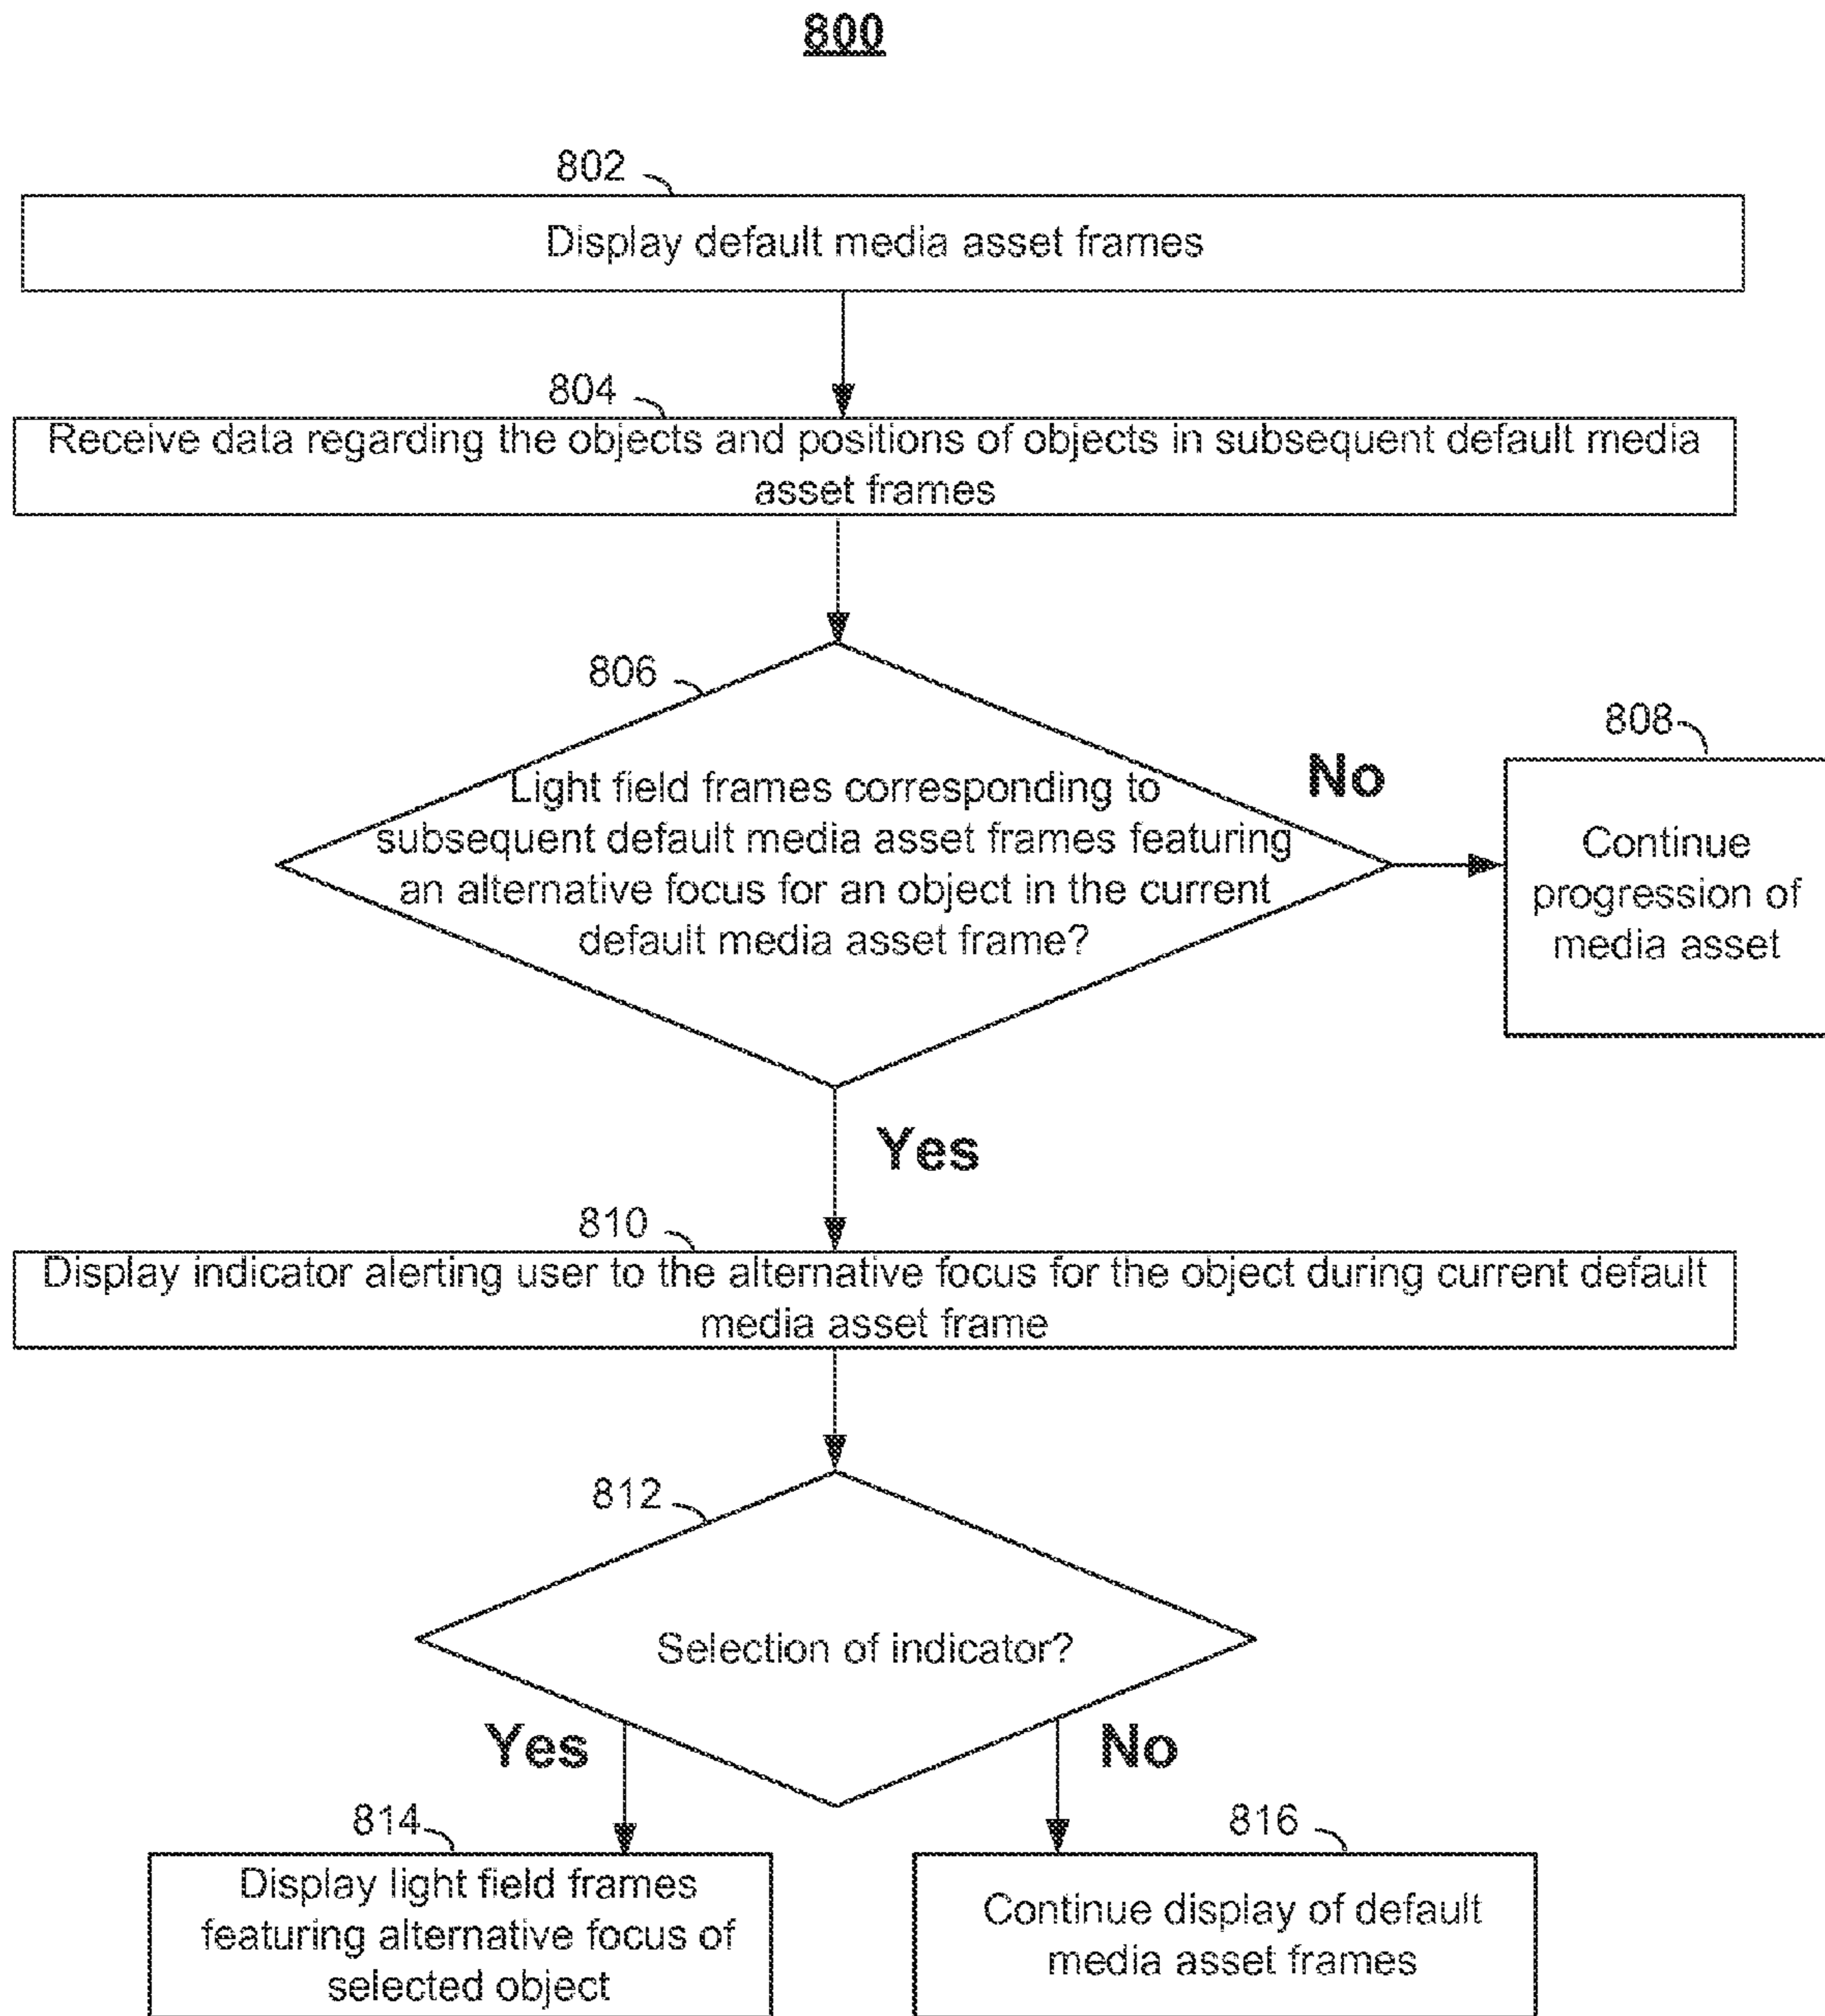 800
802
Display default media asset frames
804
Receive data regarding the objects and positions of objects in subsequent default media
asset frames
806
Light field frames corresponding to
subsequent default media asset frames featuring
an alternative focus for an object in the current
default media asset frame?
No
808
Continue
progression of
media asset
Yes
810
Display indicator alerting user to the alternative focus for the object during current default
media asset frame
812
Selection of indicator?
Yes
No
814
Display light field frames
featuring alternative focus of
selected object
816
Continue display of default
media asset frames